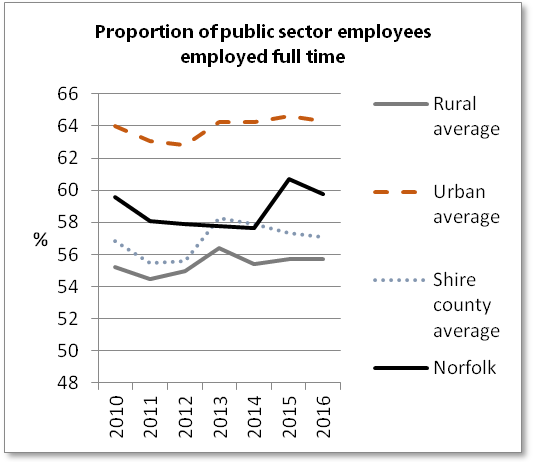 Proportion of public sector employees
employed full time
66
64
62
60
58
56
54
52
50
48
%
2010
2011
2012
2013
2014
2015
2016
Rural
average
Urban
average
Shire
county
average
Norfolk